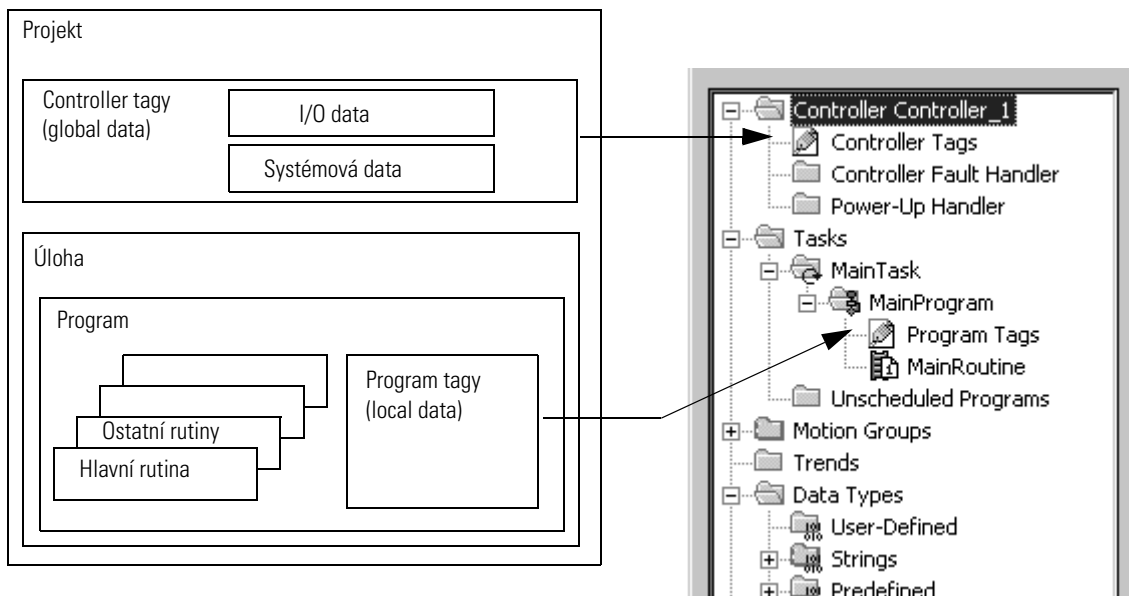 Projekt
Controller tagy
(global data)
I/O data
Systémová data
Úloha
Program
Ostatní rutiny
Hlavní rutina
Program tagy
(local data)
Controller Controller_1
Controller Tags
Controller Fault Handler
Power-Up Handler
Tasks
MainTask
MainProgram
Program Tags
MainRoutine
Unscheduled Programs
Motion Groups
Trends
Data Types
User-Defined
Strings
Predefined